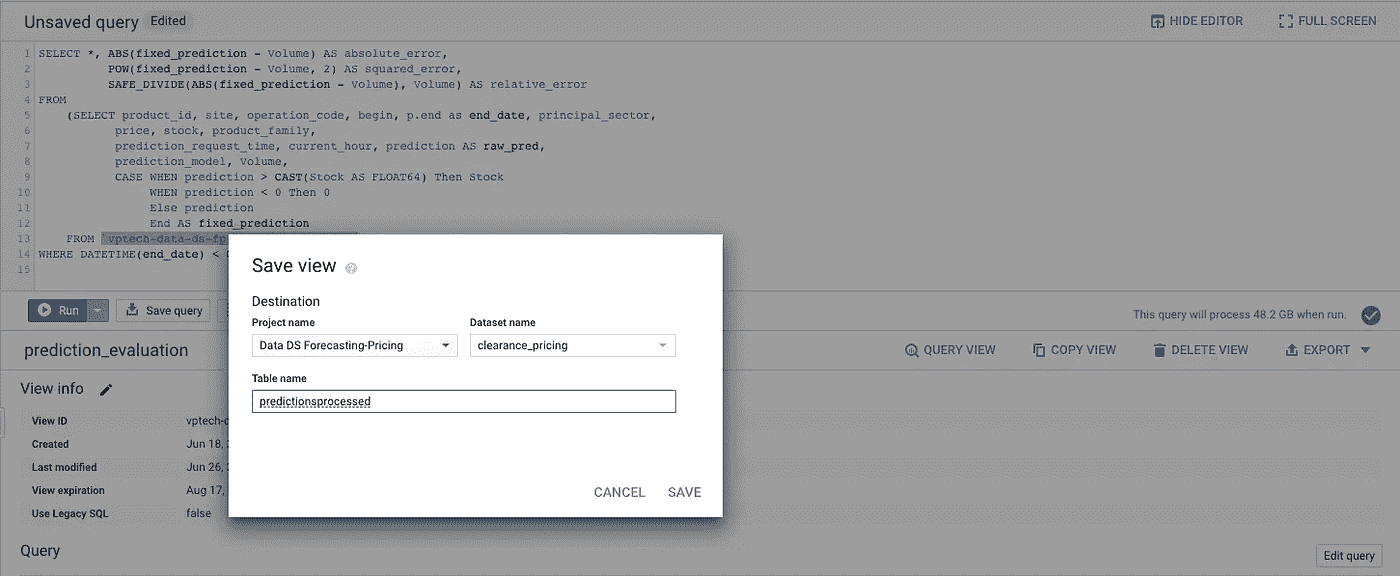 Unsaved query Edited HIDE EDITOR FULL SCREEN
1 SELECT *, ABS(fixed_prediction - Volume) AS absolute_error,
2 POW(fixed_prediction - Volume, 2) AS squared_error,
3 SAFE_DIVIDE(ABS(fixed_prediction - Volume), Volume) AS relative_error
4 FROM
5 (SELECT product_id, site, operation_code, begin, p.end as end_date, principal_sector,
6 price, stock, product_family,
7 prediction_request_time, current_hour, prediction AS raw_pred,
8 prediction_model, Volume,
9 CASE WHEN prediction > CAST(Stock AS FLOAT64) Then Stock
10 WHEN prediction < 0 Then 0
11 Else prediction
12 End AS fixed_prediction
13 FROM `vptech-data-ds-fp
14 WHERE DATETIME(end_date) <
15
Save view
Destination
Project name Dataset name
Data DS Forecasting-Pricing clearance_pricing
Table name
predictionsprocessed
CANCEL SAVE
Run Save query This query will process 48.2 GB when run.
prediction_evaluation QUERY VIEW COPY VIEW DELETE VIEW EXPORT
View info
View ID vptech-
Created Jun 18,
Last modified Jun 26,
View expiration Aug 17,
Use Legacy SQL false
Query Edit query